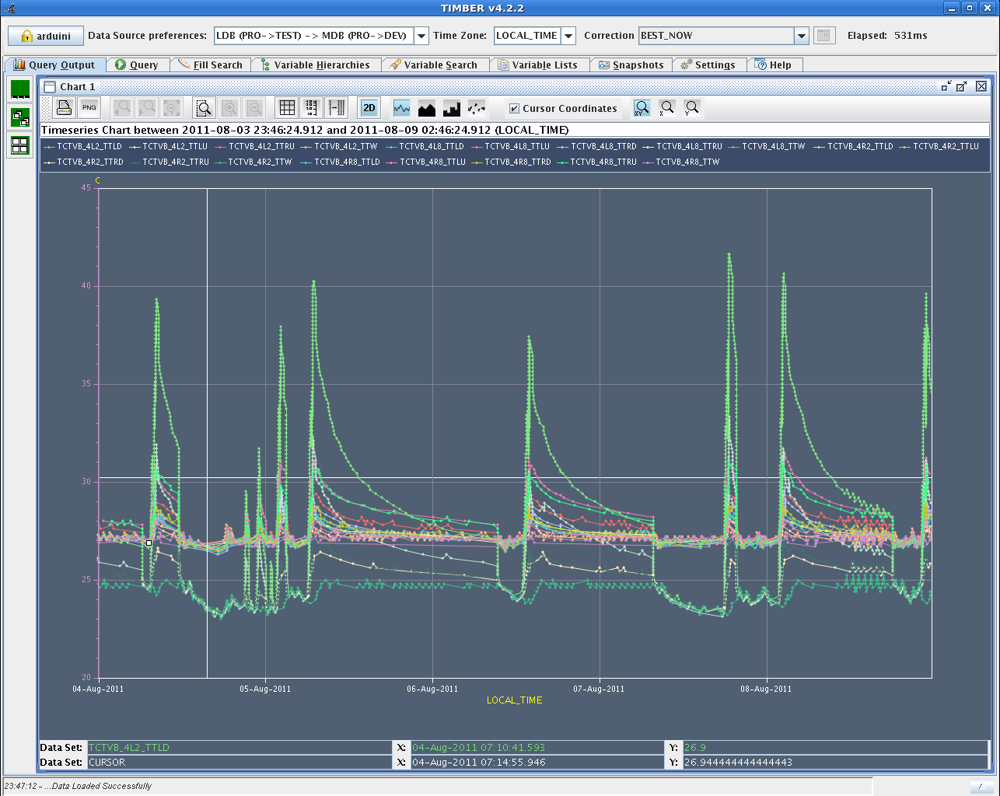 TIMBER v4.2.2
arduini Data Source preferences: LDB (PRO->TEST) -> MDB (PRO->DEV) Time Zone: LOCAL_TIME Correction BEST_NOW Elapsed: 531ms
Query Output Query Fill Search Variable Hierarchies Variable Search Variable Lists Snapshots Settings Help
Chart 1
PNG 2D Cursor Coordinates XY X Y
Timeseries Chart between 2011-08-03 23:46:24.912 and 2011-08-09 02:46:24.912 (LOCAL_TIME)
TCTVB_4L2_TTLD TCTVB_4L2_TTLU TCTVB_4L2_TTRU TCTVB_4L2_TTW TCTVB_4L8_TTLD TCTVB_4L8_TTLU TCTVB_4L8_TTRD TCTVB_4L8_TTRU TCTVB_4L8_TTW TCTVB_4R2_TTLD TCTVB_4R2_TTLU
TCTVB_4R2_TTRD TCTVB_4R2_TTRU TCTVB_4R2_TTW TCTVB_4R8_TTLD TCTVB_4R8_TTLU TCTVB_4R8_TTRD TCTVB_4R8_TTRU TCTVB_4R8_TTW
C
45
40
35
30
25
20
04-Aug-2011 05-Aug-2011 06-Aug-2011 07-Aug-2011 08-Aug-2011
LOCAL_TIME
Data Set: TCTVB_4L2_TTLD X: 04-Aug-2011 07:10:41.593 Y: 26.9
Data Set: CURSOR X: 04-Aug-2011 07:14:55.946 Y: 26.944444444444443
23:47:12 - ...Data Loaded Successfully